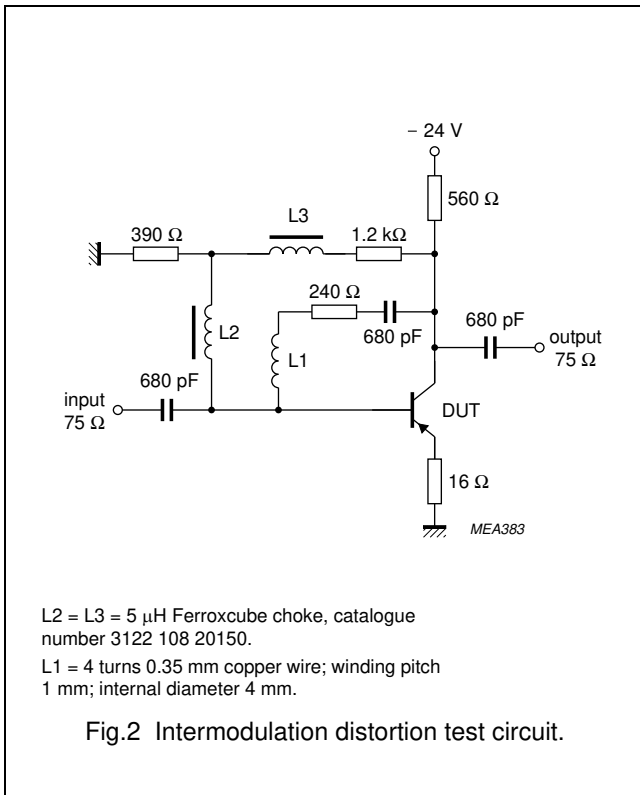 − 24 V
560 Ω
L3
390 Ω
1.2 kΩ
240 Ω
680 pF
L2
L1
680 pF
output
75 Ω
680 pF
input
75 Ω
DUT
16 Ω
MEA383
L2 = L3 = 5 μH Ferroxcube choke, catalogue
number 3122 108 20150.
L1 = 4 turns 0.35 mm copper wire; winding pitch
1 mm; internal diameter 4 mm.
Fig.2 Intermodulation distortion test circuit.